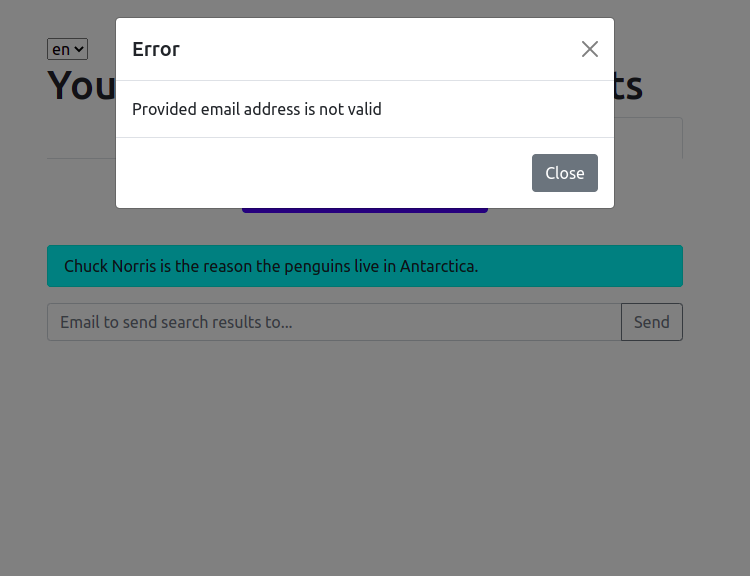 Error
Provided email address is not valid
Close
en
You
ts
Chuck Norris is the reason the penguins live in Antarctica.
Email to send search results to...
Send